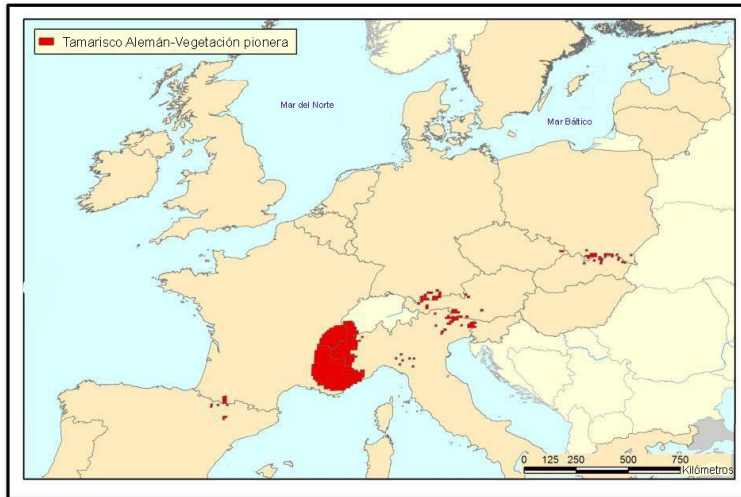 Tamarisco Alemán-Vegetación pionera
Mar del Norte
Mar Báltico
0 125 250 500 750
Kilómetros